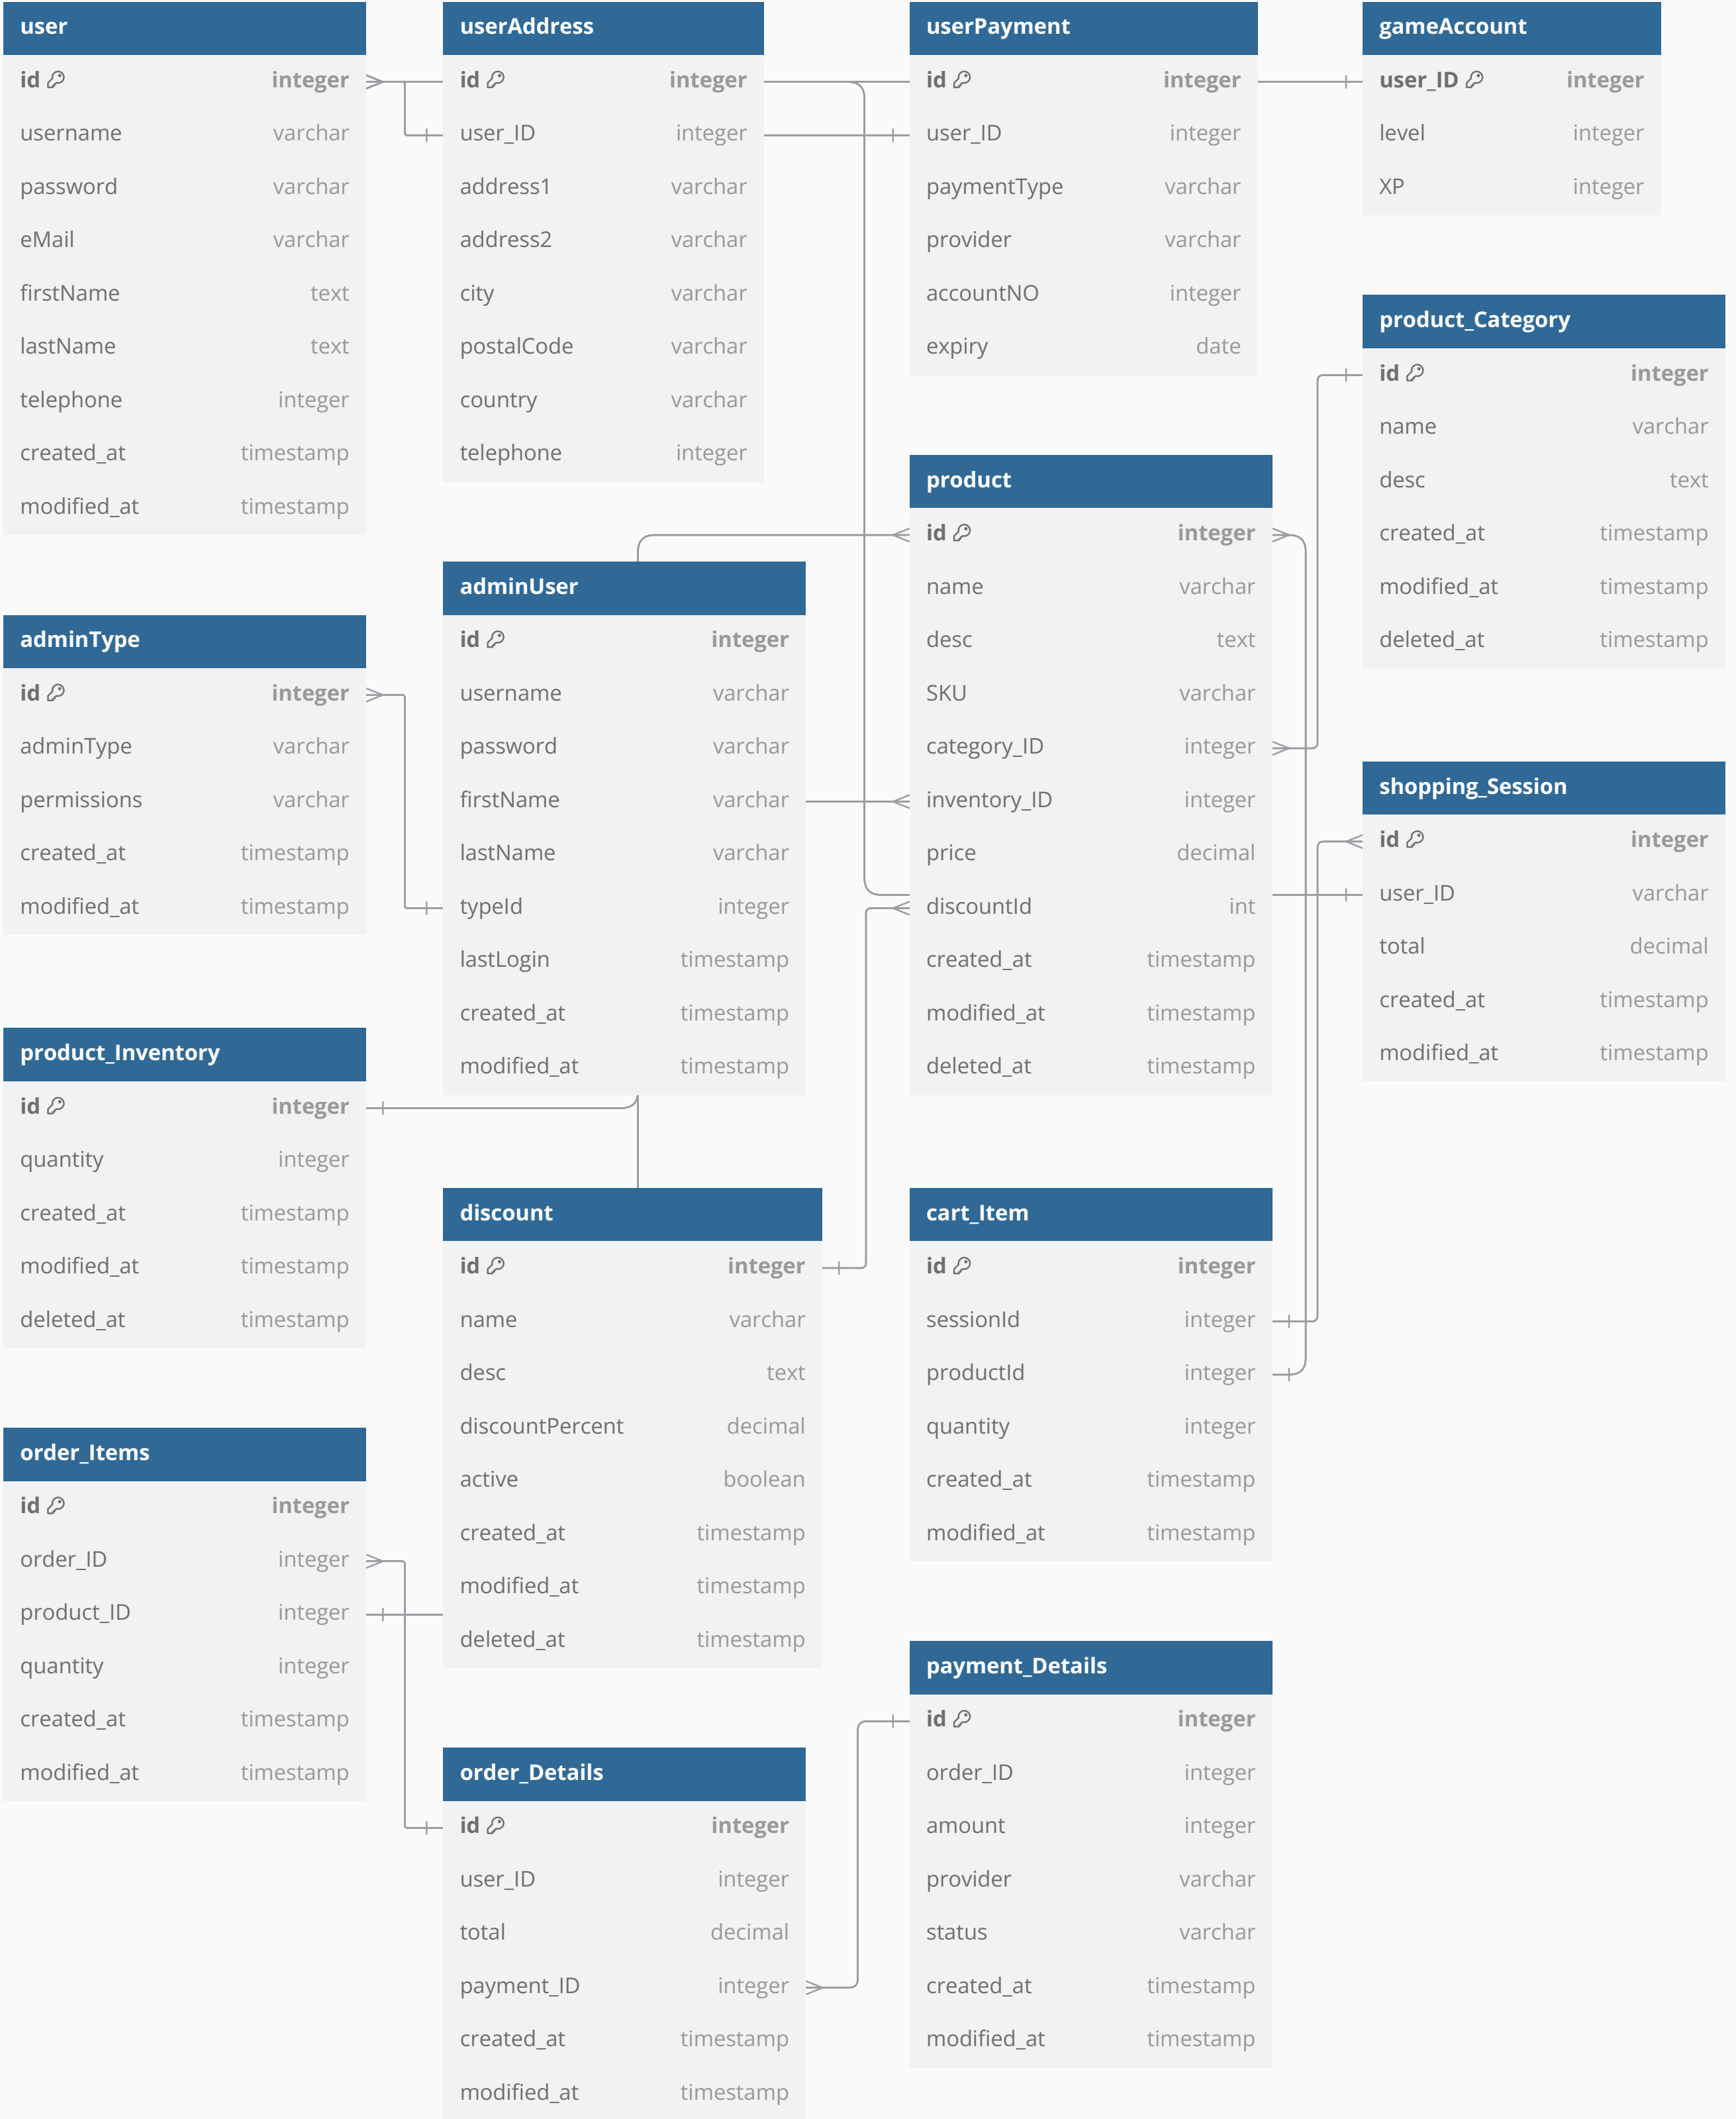 user
id integer
username varchar
password varchar
eMail varchar
firstName text
lastName text
telephone integer
created_at timestamp
modified_at timestamp
userAddress
id integer
user_ID integer
address1 varchar
address2 varchar
city varchar
postalCode varchar
country varchar
telephone integer
userPayment
id integer
user_ID integer
paymentType varchar
provider varchar
accountNO integer
expiry date
gameAccount
user_ID integer
level integer
XP integer
product_Category
id integer
name varchar
desc text
created_at timestamp
modified_at timestamp
deleted_at timestamp
product
id integer
name varchar
desc text
SKU varchar
category_ID integer
inventory_ID integer
price decimal
discountId int
created_at timestamp
modified_at timestamp
deleted_at timestamp
adminUser
id integer
username varchar
password varchar
firstName varchar
lastName varchar
typeId integer
lastLogin timestamp
created_at timestamp
modified_at timestamp
adminType
id integer
adminType varchar
permissions varchar
created_at timestamp
modified_at timestamp
shopping_Session
id integer
user_ID varchar
total decimal
created_at timestamp
modified_at timestamp
product_Inventory
id integer
quantity integer
created_at timestamp
modified_at timestamp
deleted_at timestamp
discount
id integer
name varchar
desc text
discountPercent decimal
active boolean
created_at timestamp
modified_at timestamp
deleted_at timestamp
cart_Item
id integer
sessionId integer
productId integer
quantity integer
created_at timestamp
modified_at timestamp
order_Items
id integer
order_ID integer
product_ID integer
quantity integer
created_at timestamp
modified_at timestamp
order_Details
id integer
user_ID integer
total decimal
payment_ID integer
created_at timestamp
modified_at timestamp
payment_Details
id integer
order_ID integer
amount integer
provider varchar
status varchar
created_at timestamp
modified_at timestamp